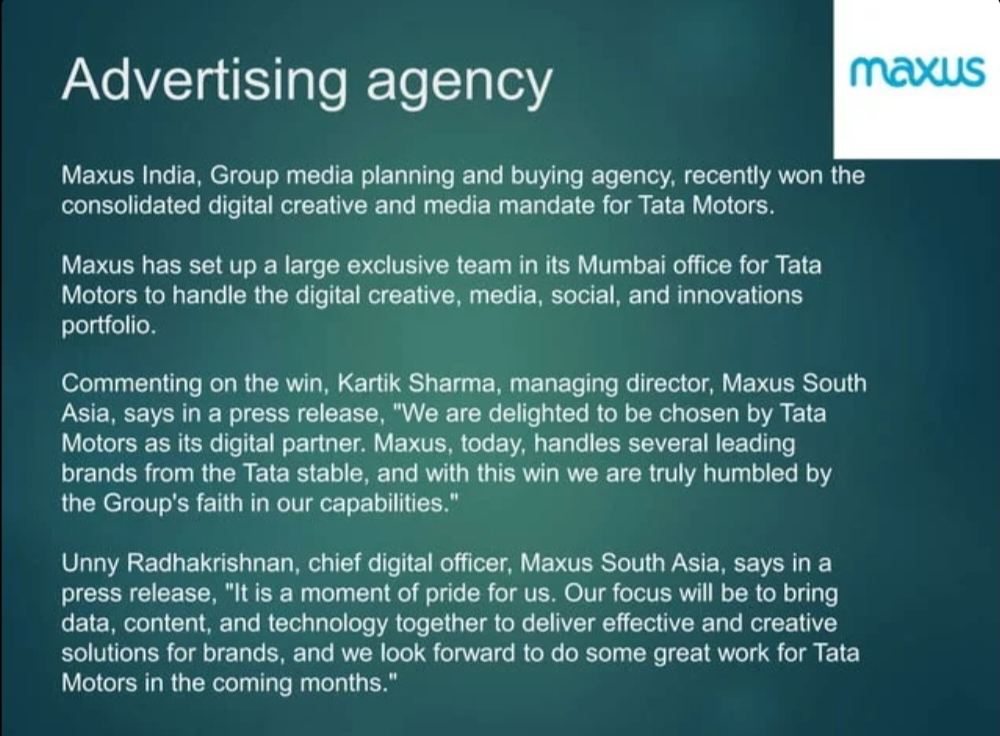 Advertising agency
maxus
Maxus India, Group media planning and buying agency, recently won the
consolidated digital creative and media mandate for Tata Motors.
Maxus has set up a large exclusive team in its Mumbai office for Tata
Motors to handle the digital creative, media, social, and innovations
portfolio.
Commenting on the win, Kartik Sharma, managing director, Maxus South
Asia, says in a press release, "We are delighted to be chosen by Tata
Motors as its digital partner. Maxus, today, handles several leading
brands from the Tata stable, and with this win we are truly humbled by
the Group's faith in our capabilities."
Unny Radhakrishnan, chief digital officer, Maxus South Asia, says in a
press release, "It is a moment of pride for us. Our focus will be to bring
data, content, and technology together to deliver effective and creative
solutions for brands, and we look forward to do some great work for Tata
Motors in the coming months."